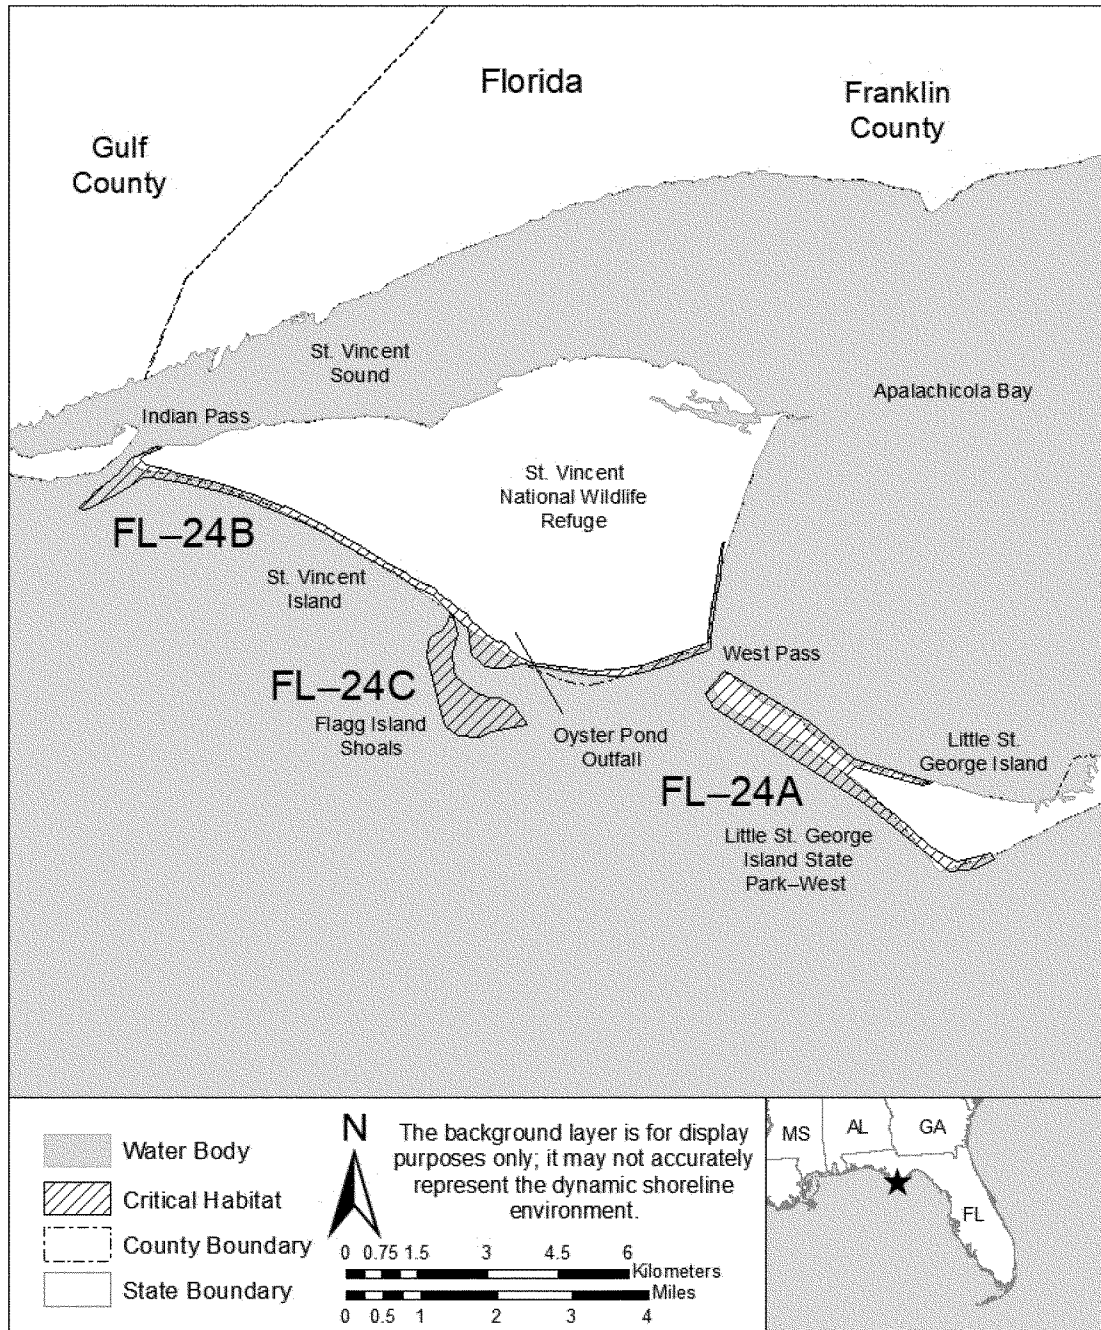 Florida
Franklin
County
Gulf
County
St. Vincent
Sound
Apalachicola Bay
Indian Pass
St. Vincent
National Wildlife
Refuge
FL–24B
St. Vincent
Island
West Pass
FL–24C
Flagg Island
Shoals
Oyster Pond
Outfall
Little St.
George Island
FL–24A
Little St. George
Island State
Park–West
Water Body
Critical Habitat
County Boundary
State Boundary
N
The background layer is for display
purposes only; it may not accurately
represent the dynamic shoreline
environment.
0 0.75 1.5 3 4.5 6
Kilometers
Miles
0 0.5 1 2 3 4
MS AL GA
FL